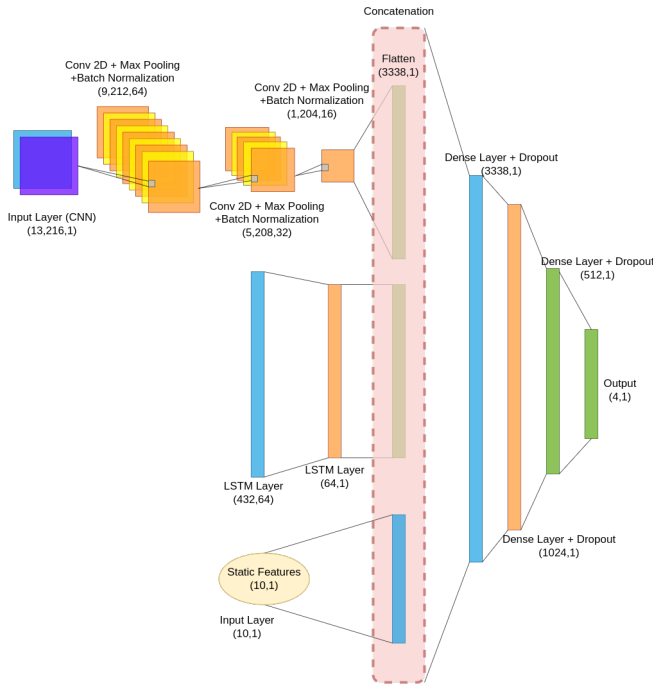 Concatenation
Conv 2D + Max Pooling
+Batch Normalization
(9,212,64)
Conv 2D + Max Pooling
+Batch Normalization
(1,204,16)
Flatten
(3338,1)
Input Layer (CNN)
(13,216,1)
Conv 2D + Max Pooling
+Batch Normalization
(5,208,32)
Dense Layer + Dropout
(3338,1)
Dense Layer + Dropout
(512,1)
Output
(4,1)
LSTM Layer
(432,64)
LSTM Layer
(64,1)
Dense Layer + Dropout
(1024,1)
Static Features
(10,1)
Input Layer
(10,1)